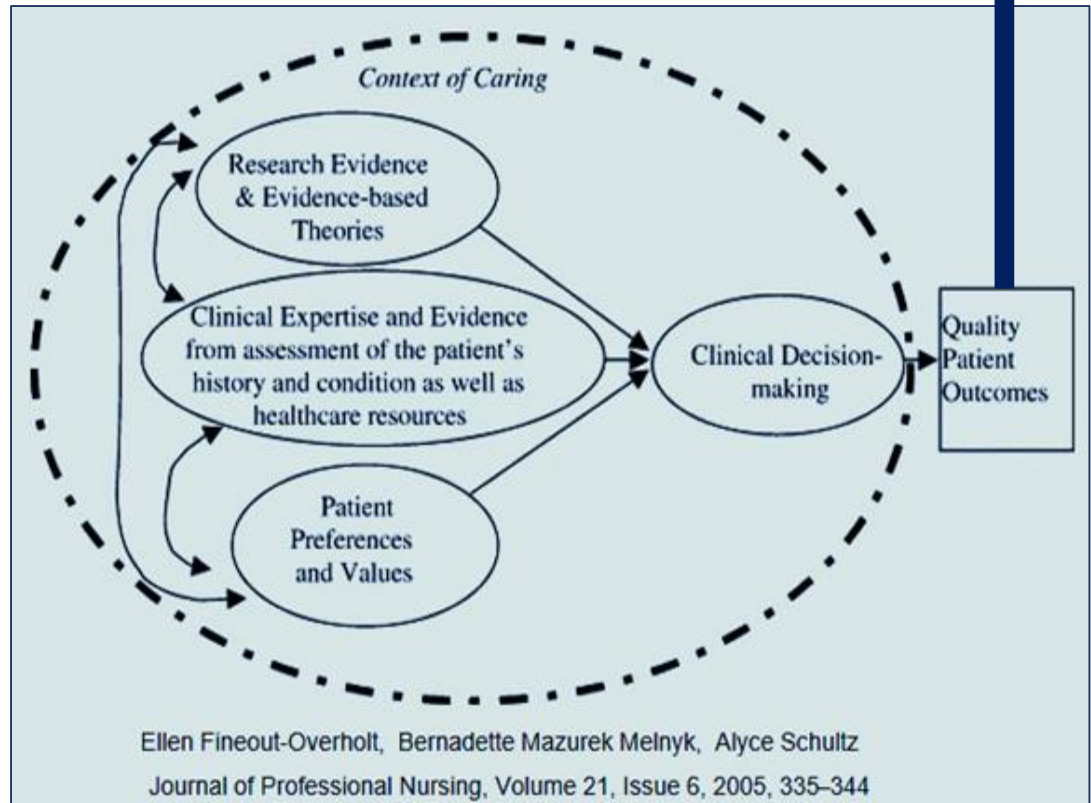 Context of Caring
Research Evidence
& Evidence-based
Theories
Clinical Expertise and Evidence
from assessment of the patient's
history and condition as well as
healthcare resources
Patient
Preferences
and Values
Clinical Decision-
making
Quality
Patient
Outcomes
Ellen Fineout-Overholt, Bernadette Mazurek Melnyk, Alyce Schultz
Journal of Professional Nursing, Volume 21, Issue 6, 2005, 335–344